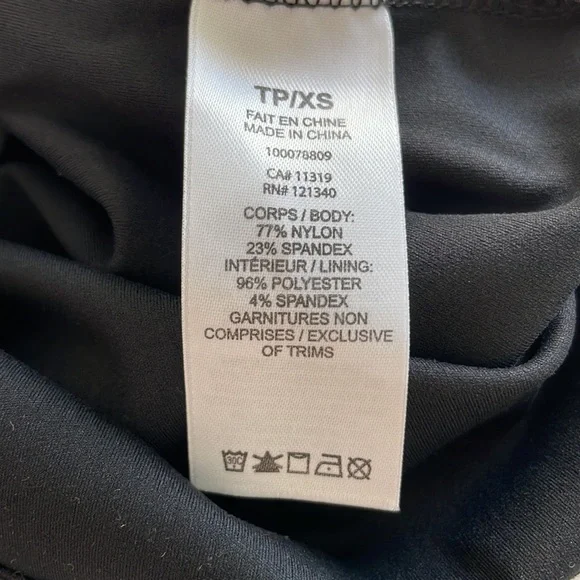 TP/XS
FAIT EN CHINE
MADE IN CHINA
100078809
CA# 11319
RN# 121340
CORPS / BODY:
77% NYLON
23% SPANDEX
INTÉRIEUR / LINING:
96% POLYESTER
4% SPANDEX
GARNITURES NON
COMPRISES / EXCLUSIVE
OF TRIMS
30C